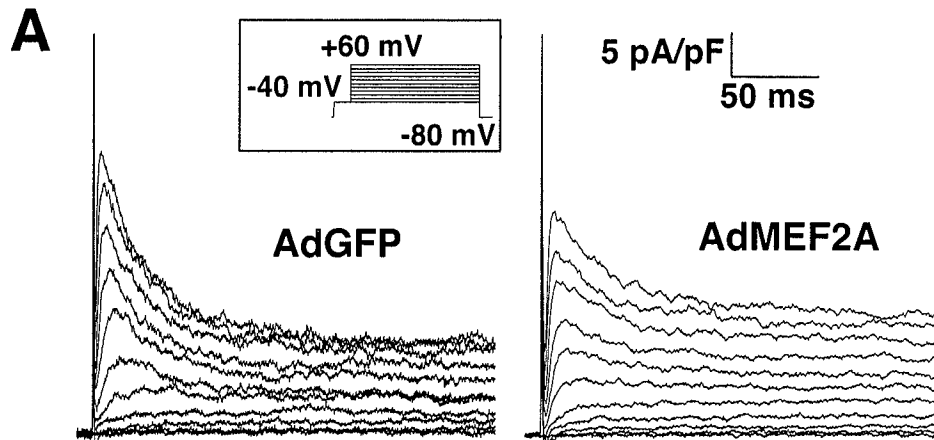 A
+60 mV
-40 mV
-80 mV
5 pA/pF
50 ms
AdGFP
AdMEF2A